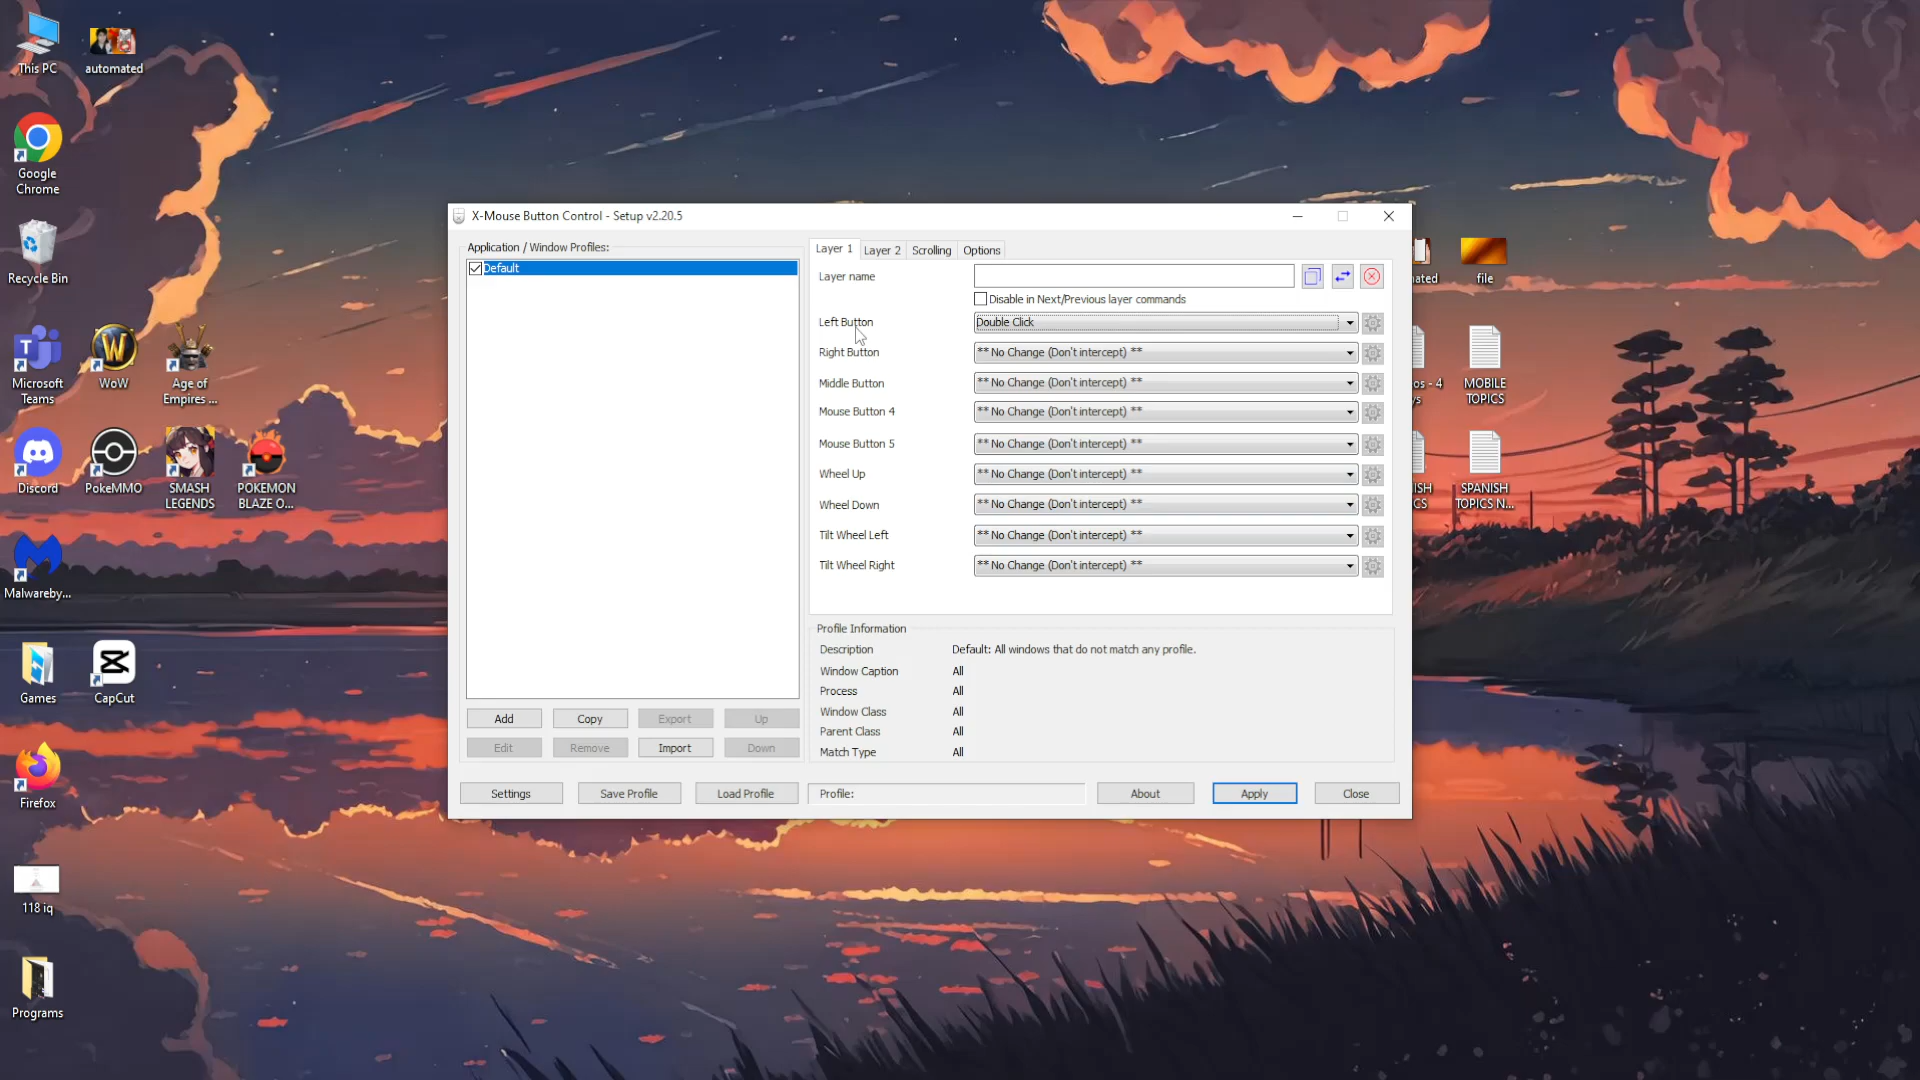 This PC
automated
Google
Chrome
Recycle Bin
Microsoft
Teams
WoW
Age of
Empires ...
Discord
PokeMMO
SMASH
LEGENDS
POKEMON
BLAZE O...
Malwareby...
Games
CapCut
Firefox
118 iq
Programs
X-Mouse Button Control - Setup v2.20.5
Application / Window Profiles:
Default
Add
Copy
Export
Up
Edit
Remove
Import
Down
Layer 1
Layer 2
Scrolling
Options
Layer name
Disable in Next/Previous layer commands
Left Button
Double Click
Right Button
** No Change (Don't intercept) **
Middle Button
** No Change (Don't intercept) **
Mouse Button 4
** No Change (Don't intercept) **
Mouse Button 5
** No Change (Don't intercept) **
Wheel Up
** No Change (Don't intercept) **
Wheel Down
** No Change (Don't intercept) **
Tilt Wheel Left
** No Change (Don't intercept) **
Tilt Wheel Right
** No Change (Don't intercept) **
Profile Information
Description
Default: All windows that do not match any profile.
Window Caption
All
Process
All
Window Class
All
Parent Class
All
Match Type
All
Settings
Save Profile
Load Profile
Profile:
About
Apply
Close
ated
file
os - 4
ys
MOBILE
TOPICS
ISH
CS
SPANISH
TOPICS N...